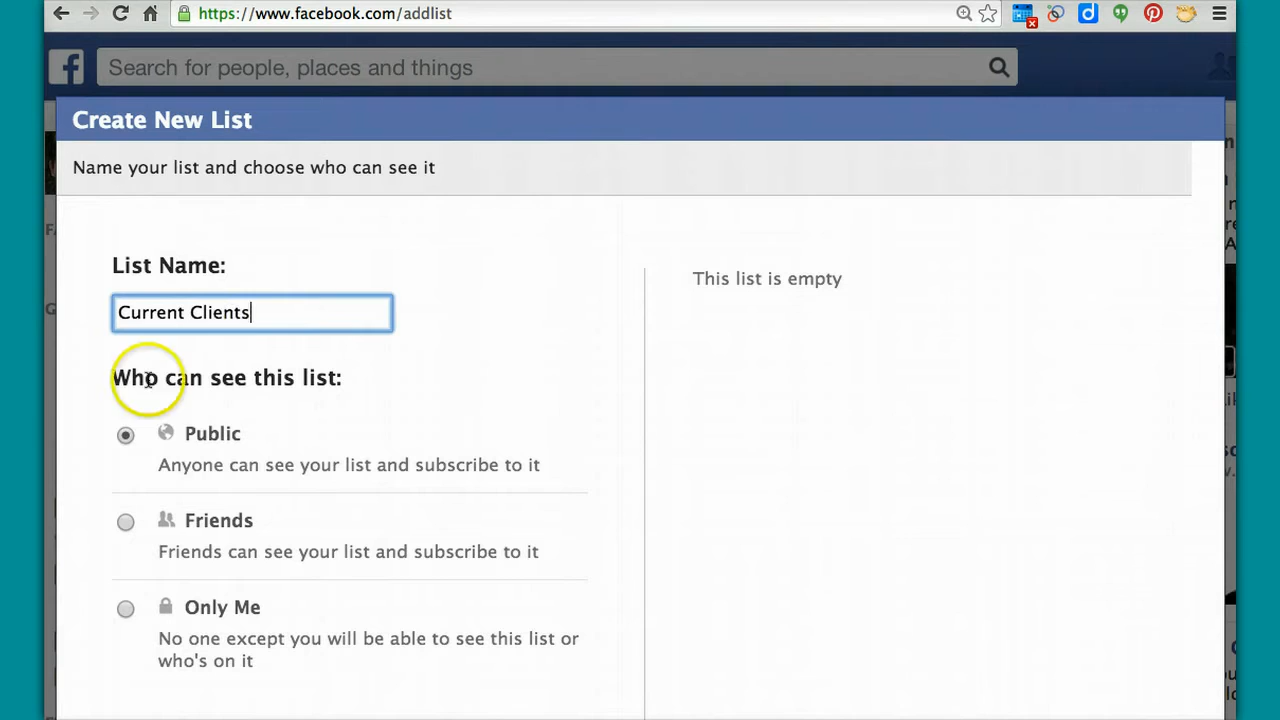 https://www.facebook.com/addlist
Search for people, places and things
Create New List
Name your list and choose who can see it
List Name:
Current Clients
Who can see this list:
Public
Anyone can see your list and subscribe to it
Friends
Friends can see your list and subscribe to it
Only Me
No one except you will be able to see this list or
who's on it
This list is empty